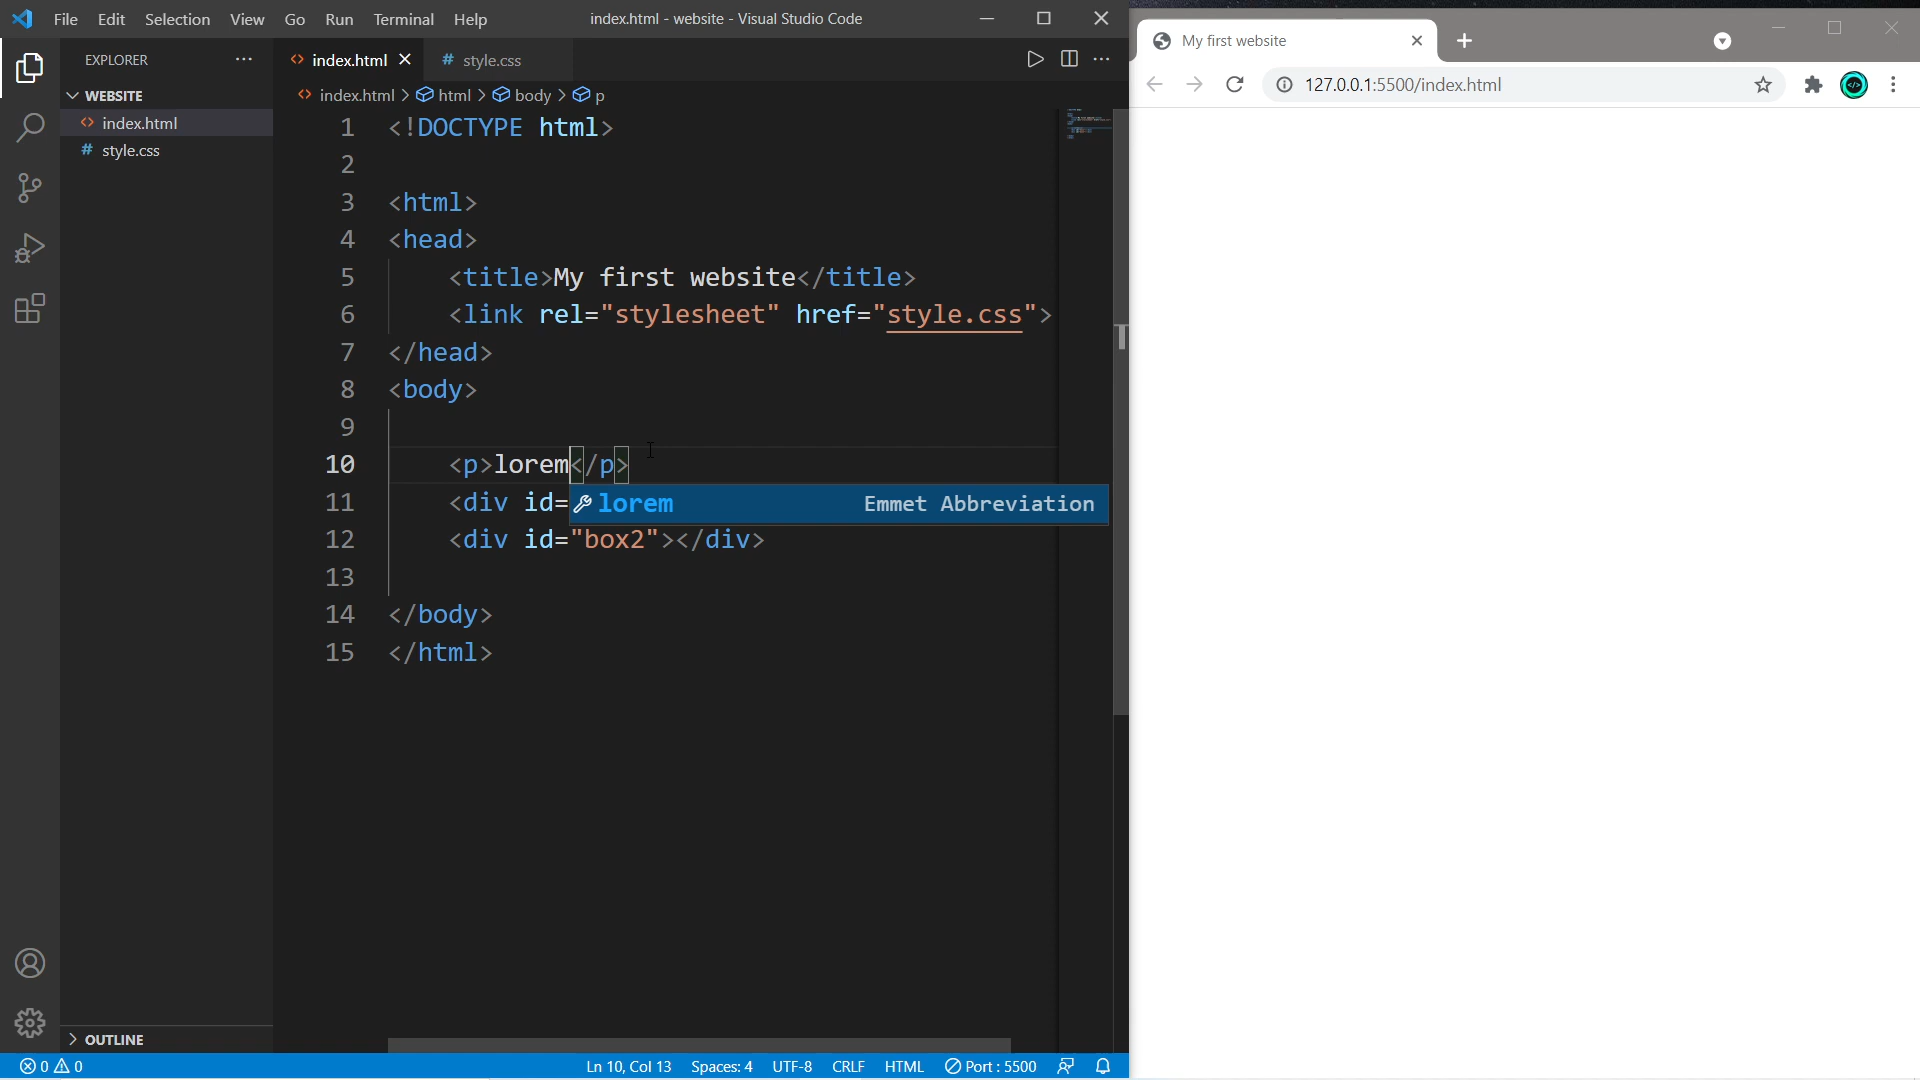 File Edit Selection View Go Run Terminal Help index.html - website - Visual Studio Code
EXPLORER
WEBSITE
index.html
# style.css
OUTLINE
index.html # style.css
index.html > html > body > p
1 <!DOCTYPE html>
2
3 <html>
4 <head>
5 <title>My first website</title>
6 <link rel="stylesheet" href="style.css">
7 </head>
8 <body>
9
10 <p>lorem</p>
11 <div id=
lorem Emmet Abbreviation
12 <div id="box2"></div>
13
14 </body>
15 </html>
0 0 Ln 10, Col 13 Spaces: 4 UTF-8 CRLF HTML Port : 5500
My first website
127.0.0.1:5500/index.html